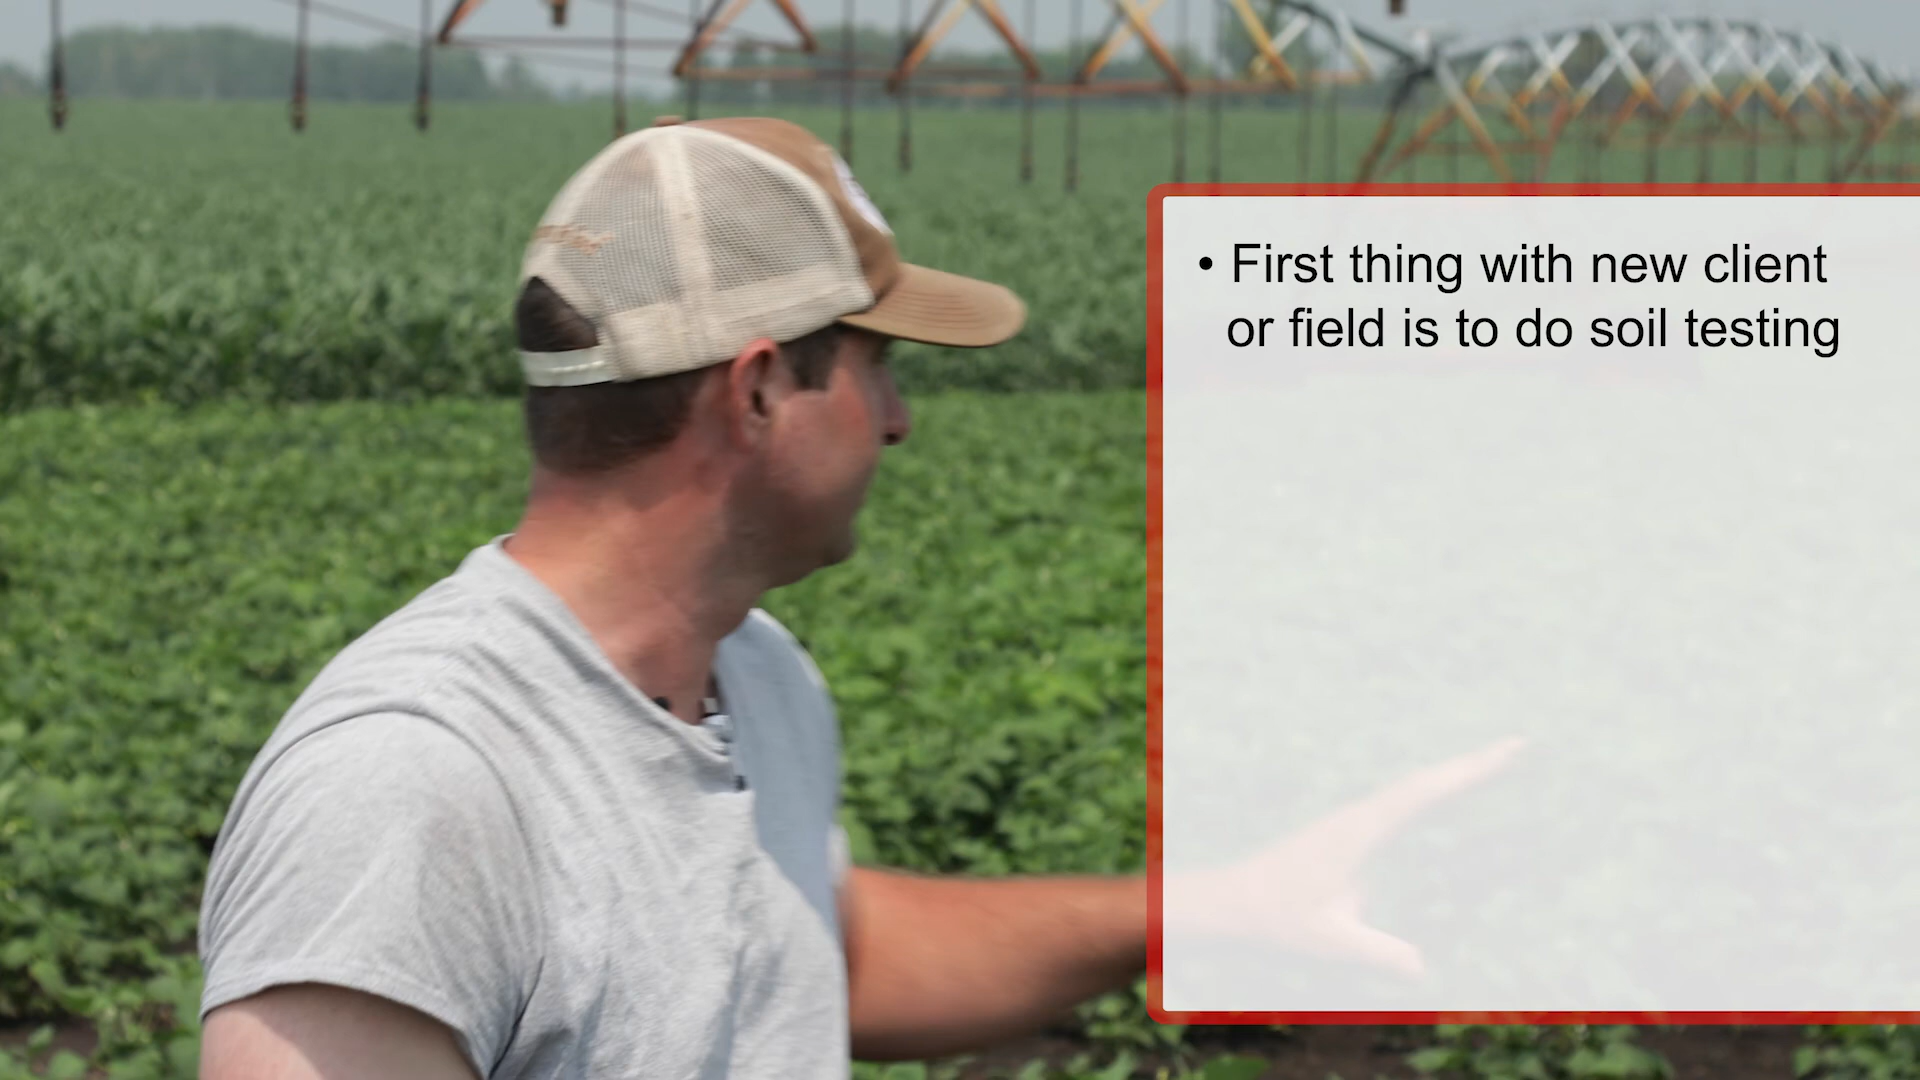 • First thing with new client
or field is to do soil testing